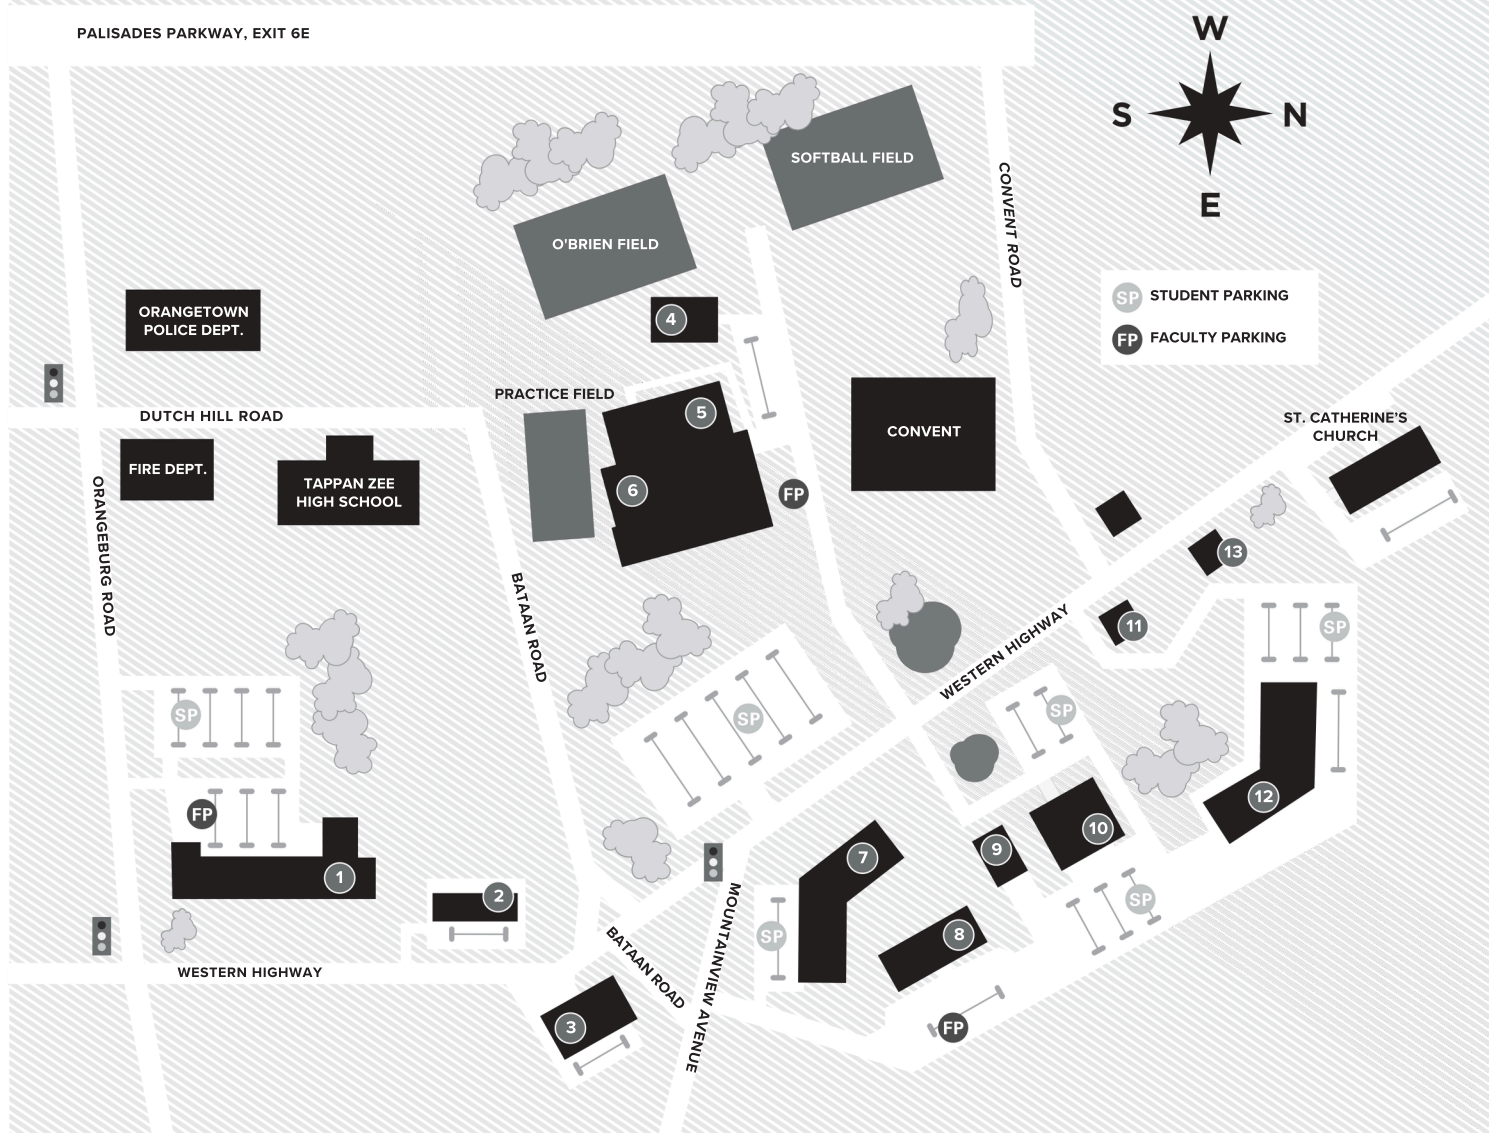 PALISADES PARKWAY, EXIT 6E
W
S
N
E
SOFTBALL FIELD
CONVENT ROAD
O'BRIEN FIELD
SP STUDENT PARKING
FP FACULTY PARKING
ORANGETOWN
POLICE DEPT.
4
PRACTICE FIELD
DUTCH HILL ROAD
5
ST. CATHERINE'S
CHURCH
CONVENT
FIRE DEPT.
TAPPAN ZEE
HIGH SCHOOL
6
FP
ORANGEBURG ROAD
13
BATAAN ROAD
11
SP
WESTERN HIGHWAY
SP
SP
SP
12
FP
10
9
7
1
2
SP
MOUNTAINVIEW AVENUE
SP
8
BATAAN ROAD
WESTERN HIGHWAY
3
FP